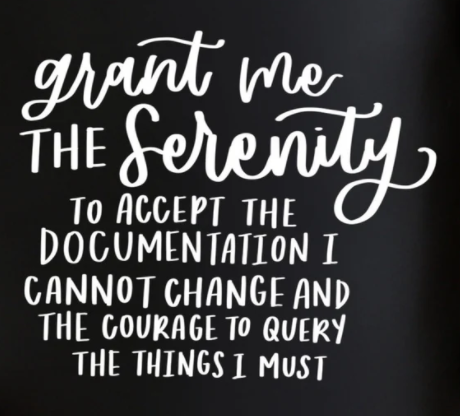 grant me
THE Serenity
TO ACCEPT THE
DOCUMENTATION I
CANNOT CHANGE AND
THE COURAGE TO QUERY
THE THINGS I MUST